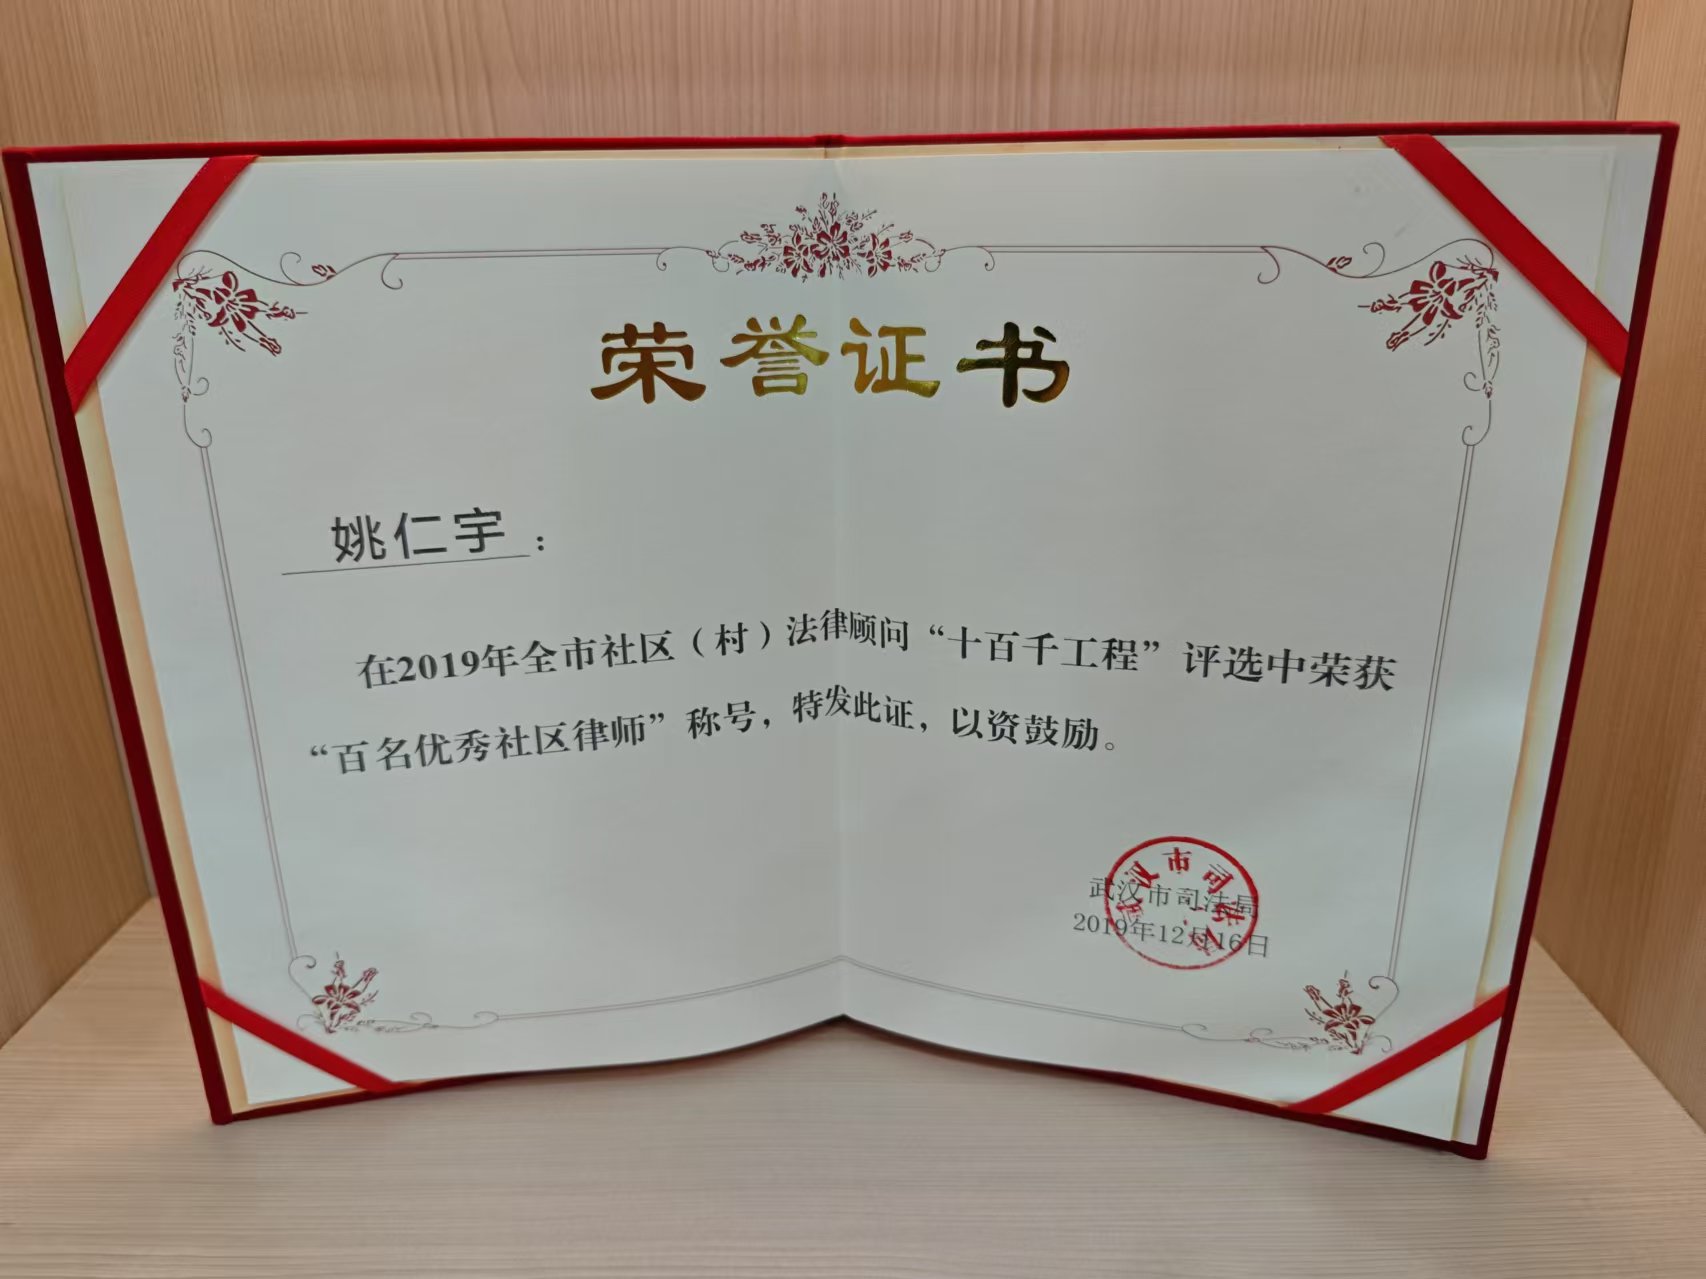 荣誉证书
姚仁宇：
在2019年全市社区（村）法律顾问“十百千工程”评选中荣获
“百名优秀社区律师”称号，特发此证，以资鼓励。
武汉市司法局
2019年12月16日